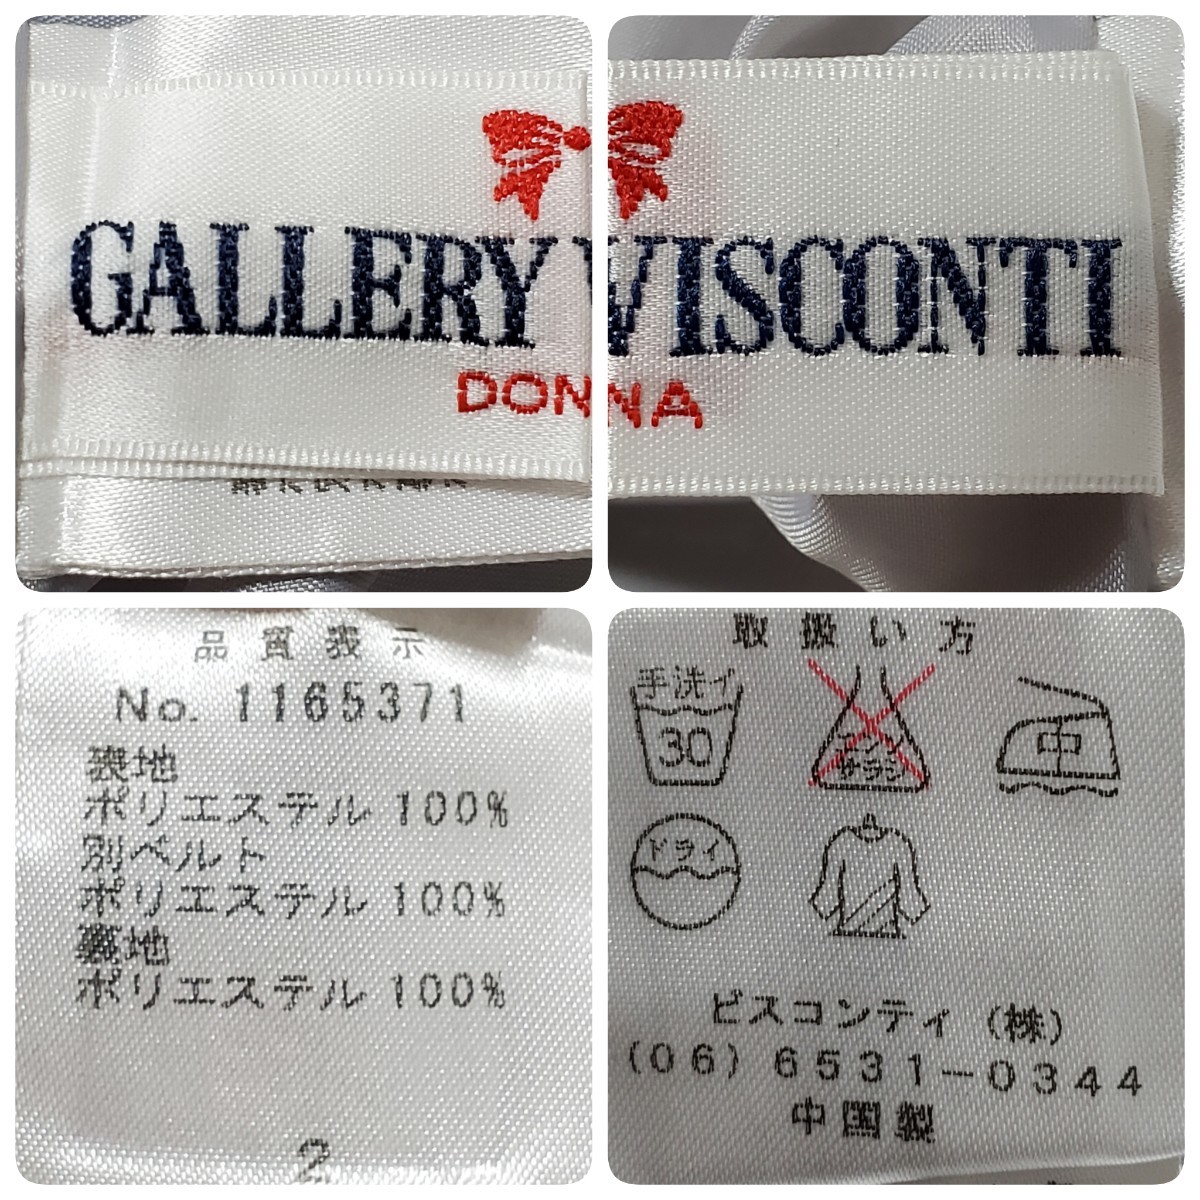 GALLERY VISCONTI
DONNA
品質表示
No. 1165371
表地
ポリエステル 100%
別ベルト
ポリエステル 100%
裏地
ポリエステル 100%
2
取扱い方
手洗イ
30
エンソ
サラシ
中
ドライ
ビスコンティ (株)
(06) 6531-0344
中国製